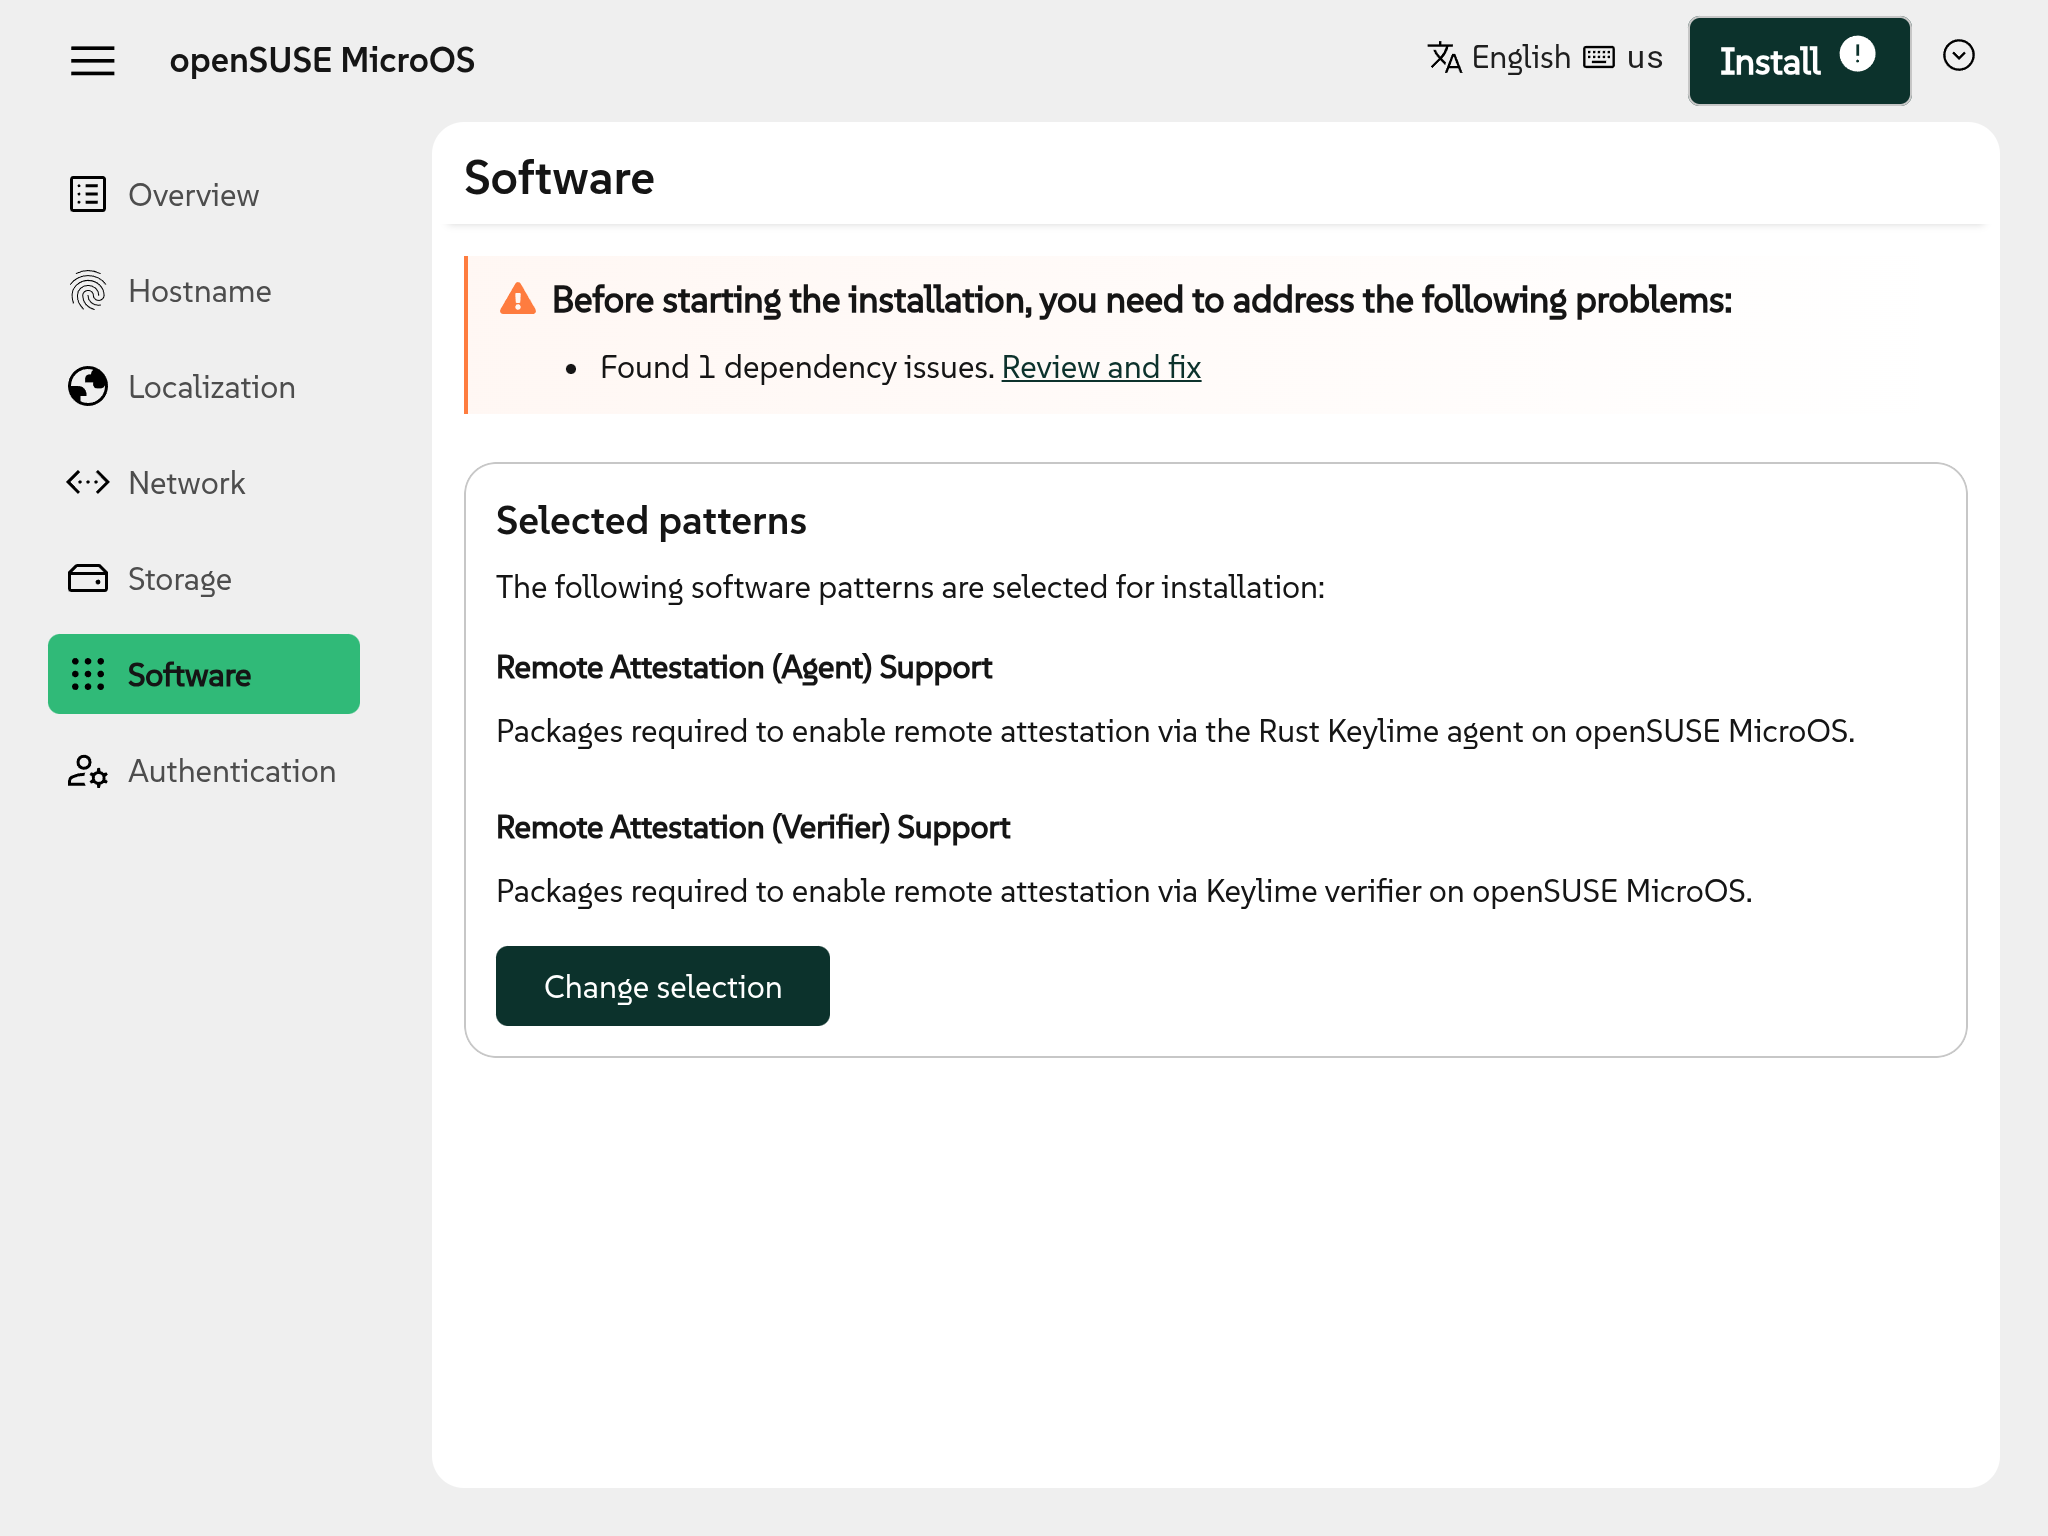 openSUSE MicroOS
English us
Install
Overview
Hostname
Localization
Network
Storage
Software
Authentication
Software
Before starting the installation, you need to address the following problems:
• Found 1 dependency issues. Review and fix
Selected patterns
The following software patterns are selected for installation:
Remote Attestation (Agent) Support
Packages required to enable remote attestation via the Rust Keylime agent on openSUSE MicroOS.
Remote Attestation (Verifier) Support
Packages required to enable remote attestation via Keylime verifier on openSUSE MicroOS.
Change selection